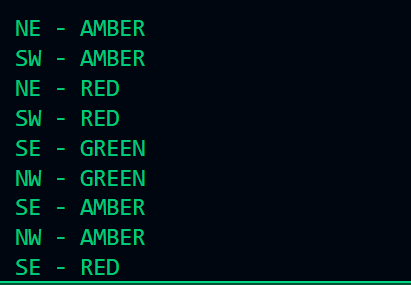 NE - AMBER
SW - AMBER
NE - RED
SW - RED
SE - GREEN
NW - GREEN
SE - AMBER
NW - AMBER
SE - RED